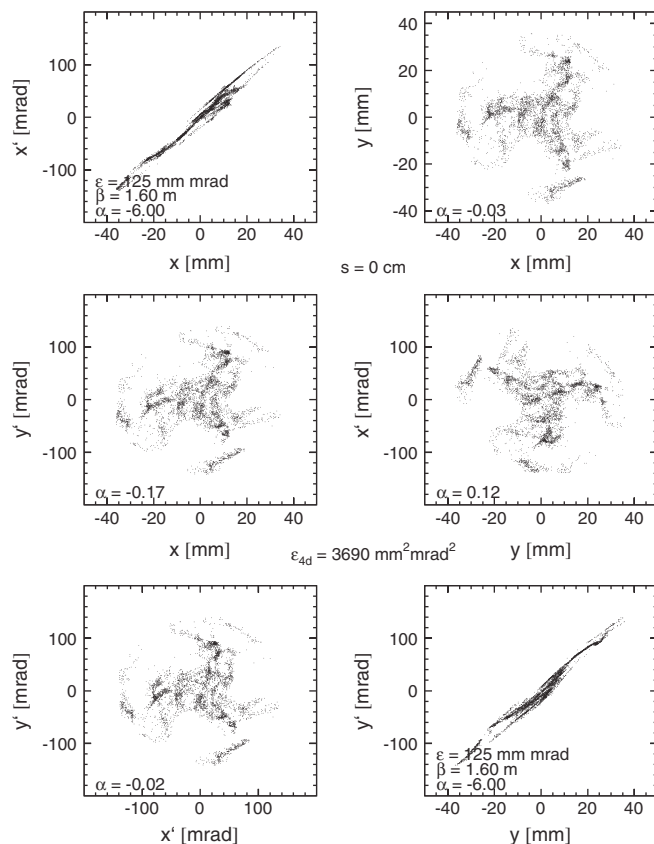 100
0
-100
x‘ [mrad]
ε = 125 mm mrad
β = 1.60 m
α = -6.00
-40 -20 0 20 40
x [mm]
40
20
0
-20
-40
y [mm]
α = -0.03
-40 -20 0 20 40
x [mm]
s = 0 cm
100
0
-100
y‘ [mrad]
α = -0.17
-40 -20 0 20 40
x [mm]
100
0
-100
x‘ [mrad]
α = 0.12
-40 -20 0 20 40
y [mm]
ε4d = 3690 mm²mrad²
100
0
-100
y‘ [mrad]
α = -0.02
-100 0 100
x‘ [mrad]
100
0
-100
y‘ [mrad]
ε = 125 mm mrad
β = 1.60 m
α = -6.00
-40 -20 0 20 40
y [mm]